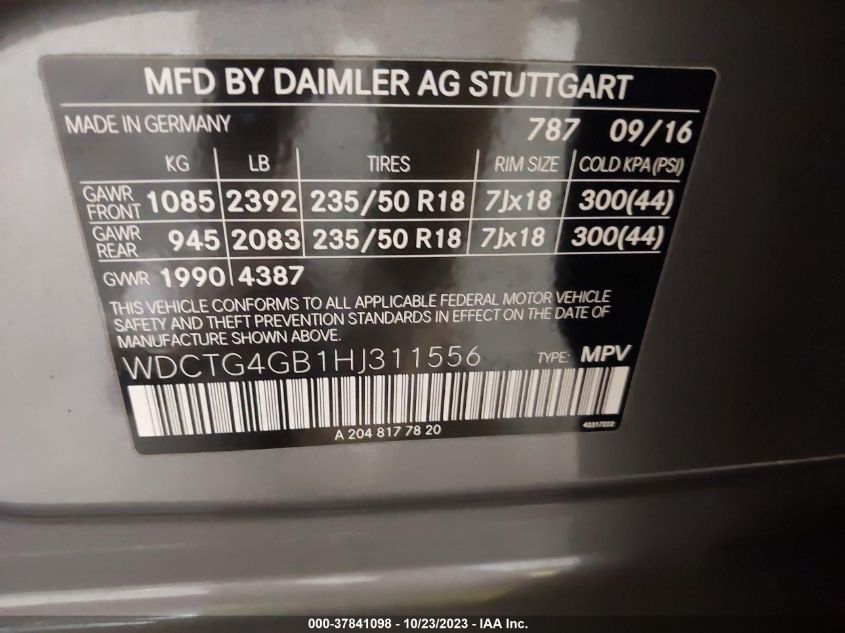 MFD BY DAIMLER AG STUTTGART
MADE IN GERMANY 787 09/16
KG LB TIRES RIM SIZE COLD KPA (PSI)
GAWR FRONT 1085 2392 235/50 R18 7Jx18 300(44)
GAWR REAR 945 2083 235/50 R18 7Jx18 300(44)
GVWR 1990 4387
THIS VEHICLE CONFORMS TO ALL APPLICABLE FEDERAL MOTOR VEHICLE
SAFETY AND THEFT PREVENTION STANDARDS IN EFFECT ON THE DATE OF
MANUFACTURE SHOWN ABOVE.
WDCTG4GB1HJ311556 TYPE: MPV
A 204 817 78 20
000-37841098 - 10/23/2023 - IAA Inc.